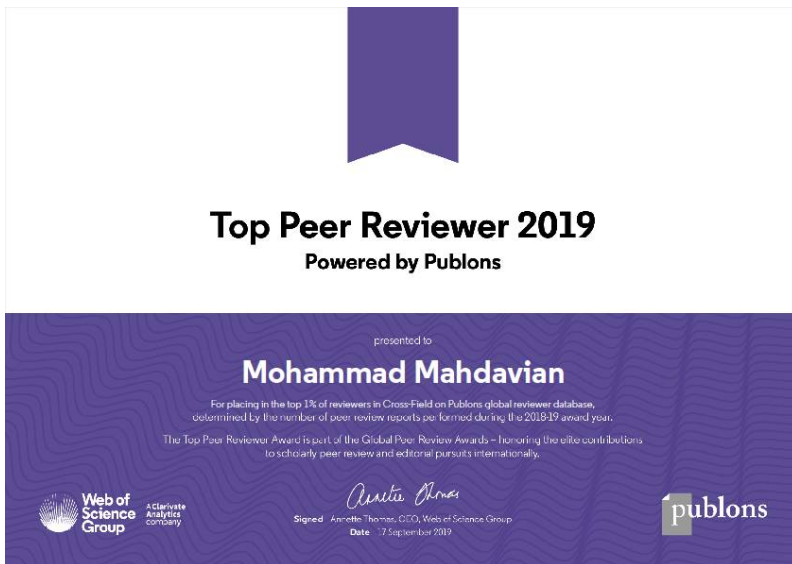 Top Peer Reviewer 2019
Powered by Publons
presented to
Mohammad Mahdavian
For placing in the top 1% of reviewers in Cross-Field on Publons global reviewer database,
determined by the number of peer review reports performed during the 2018-19 award year.
The Top Peer Reviewer Award is part of the Global Peer Review Awards – honoring the elite contributions
to scholarly peer review and editorial pursuits internationally.
Web of
Science
Group
A Clarivate
Analytics
company
Annette Thomas
Signed Annette Thomas, CEO, Web of Science Group
Date 17 September 2019
publons